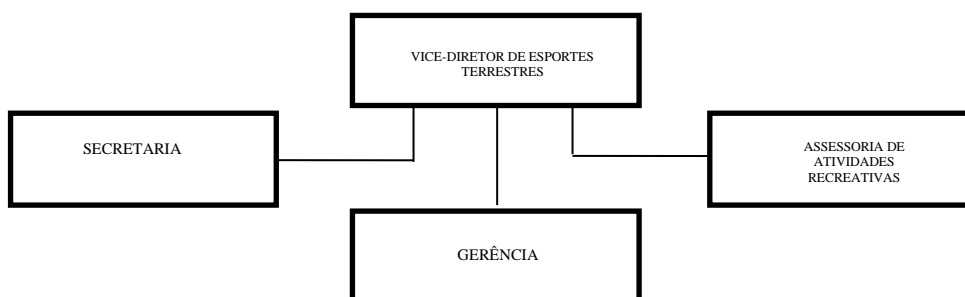 VICE-DIRETOR DE ESPORTES
TERRESTRES
SECRETARIA
ASSESSORIA DE
ATIVIDADES
RECREATIVAS
GERÊNCIA